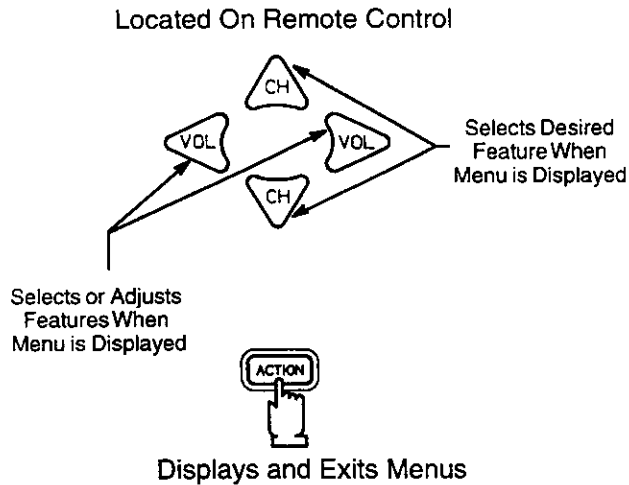 Located On Remote Control
CH
VOL
VOL
CH
Selects Desired
Feature When
Menu is Displayed
Selects or Adjusts
Features When
Menu is Displayed
ACTION
Displays and Exits Menus